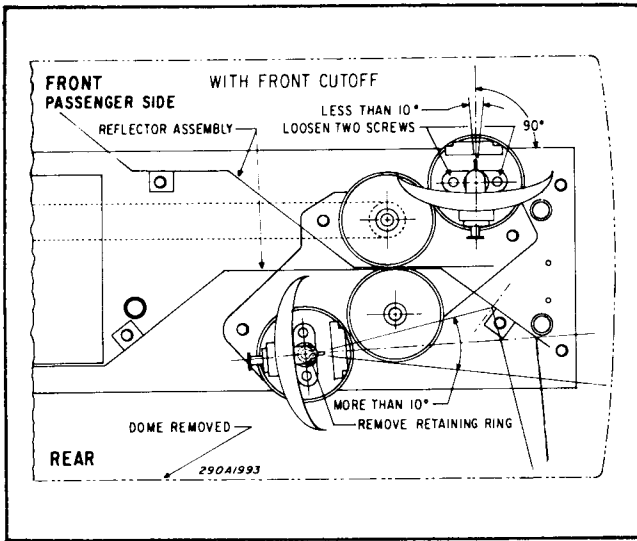 FRONT
PASSENGER SIDE
WITH FRONT CUTOFF
LESS THAN 10°
REFLECTOR ASSEMBLY
LOOSEN TWO SCREWS
90°
MORE THAN 10°
REMOVE RETAINING RING
DOME REMOVED
REAR
290A1993